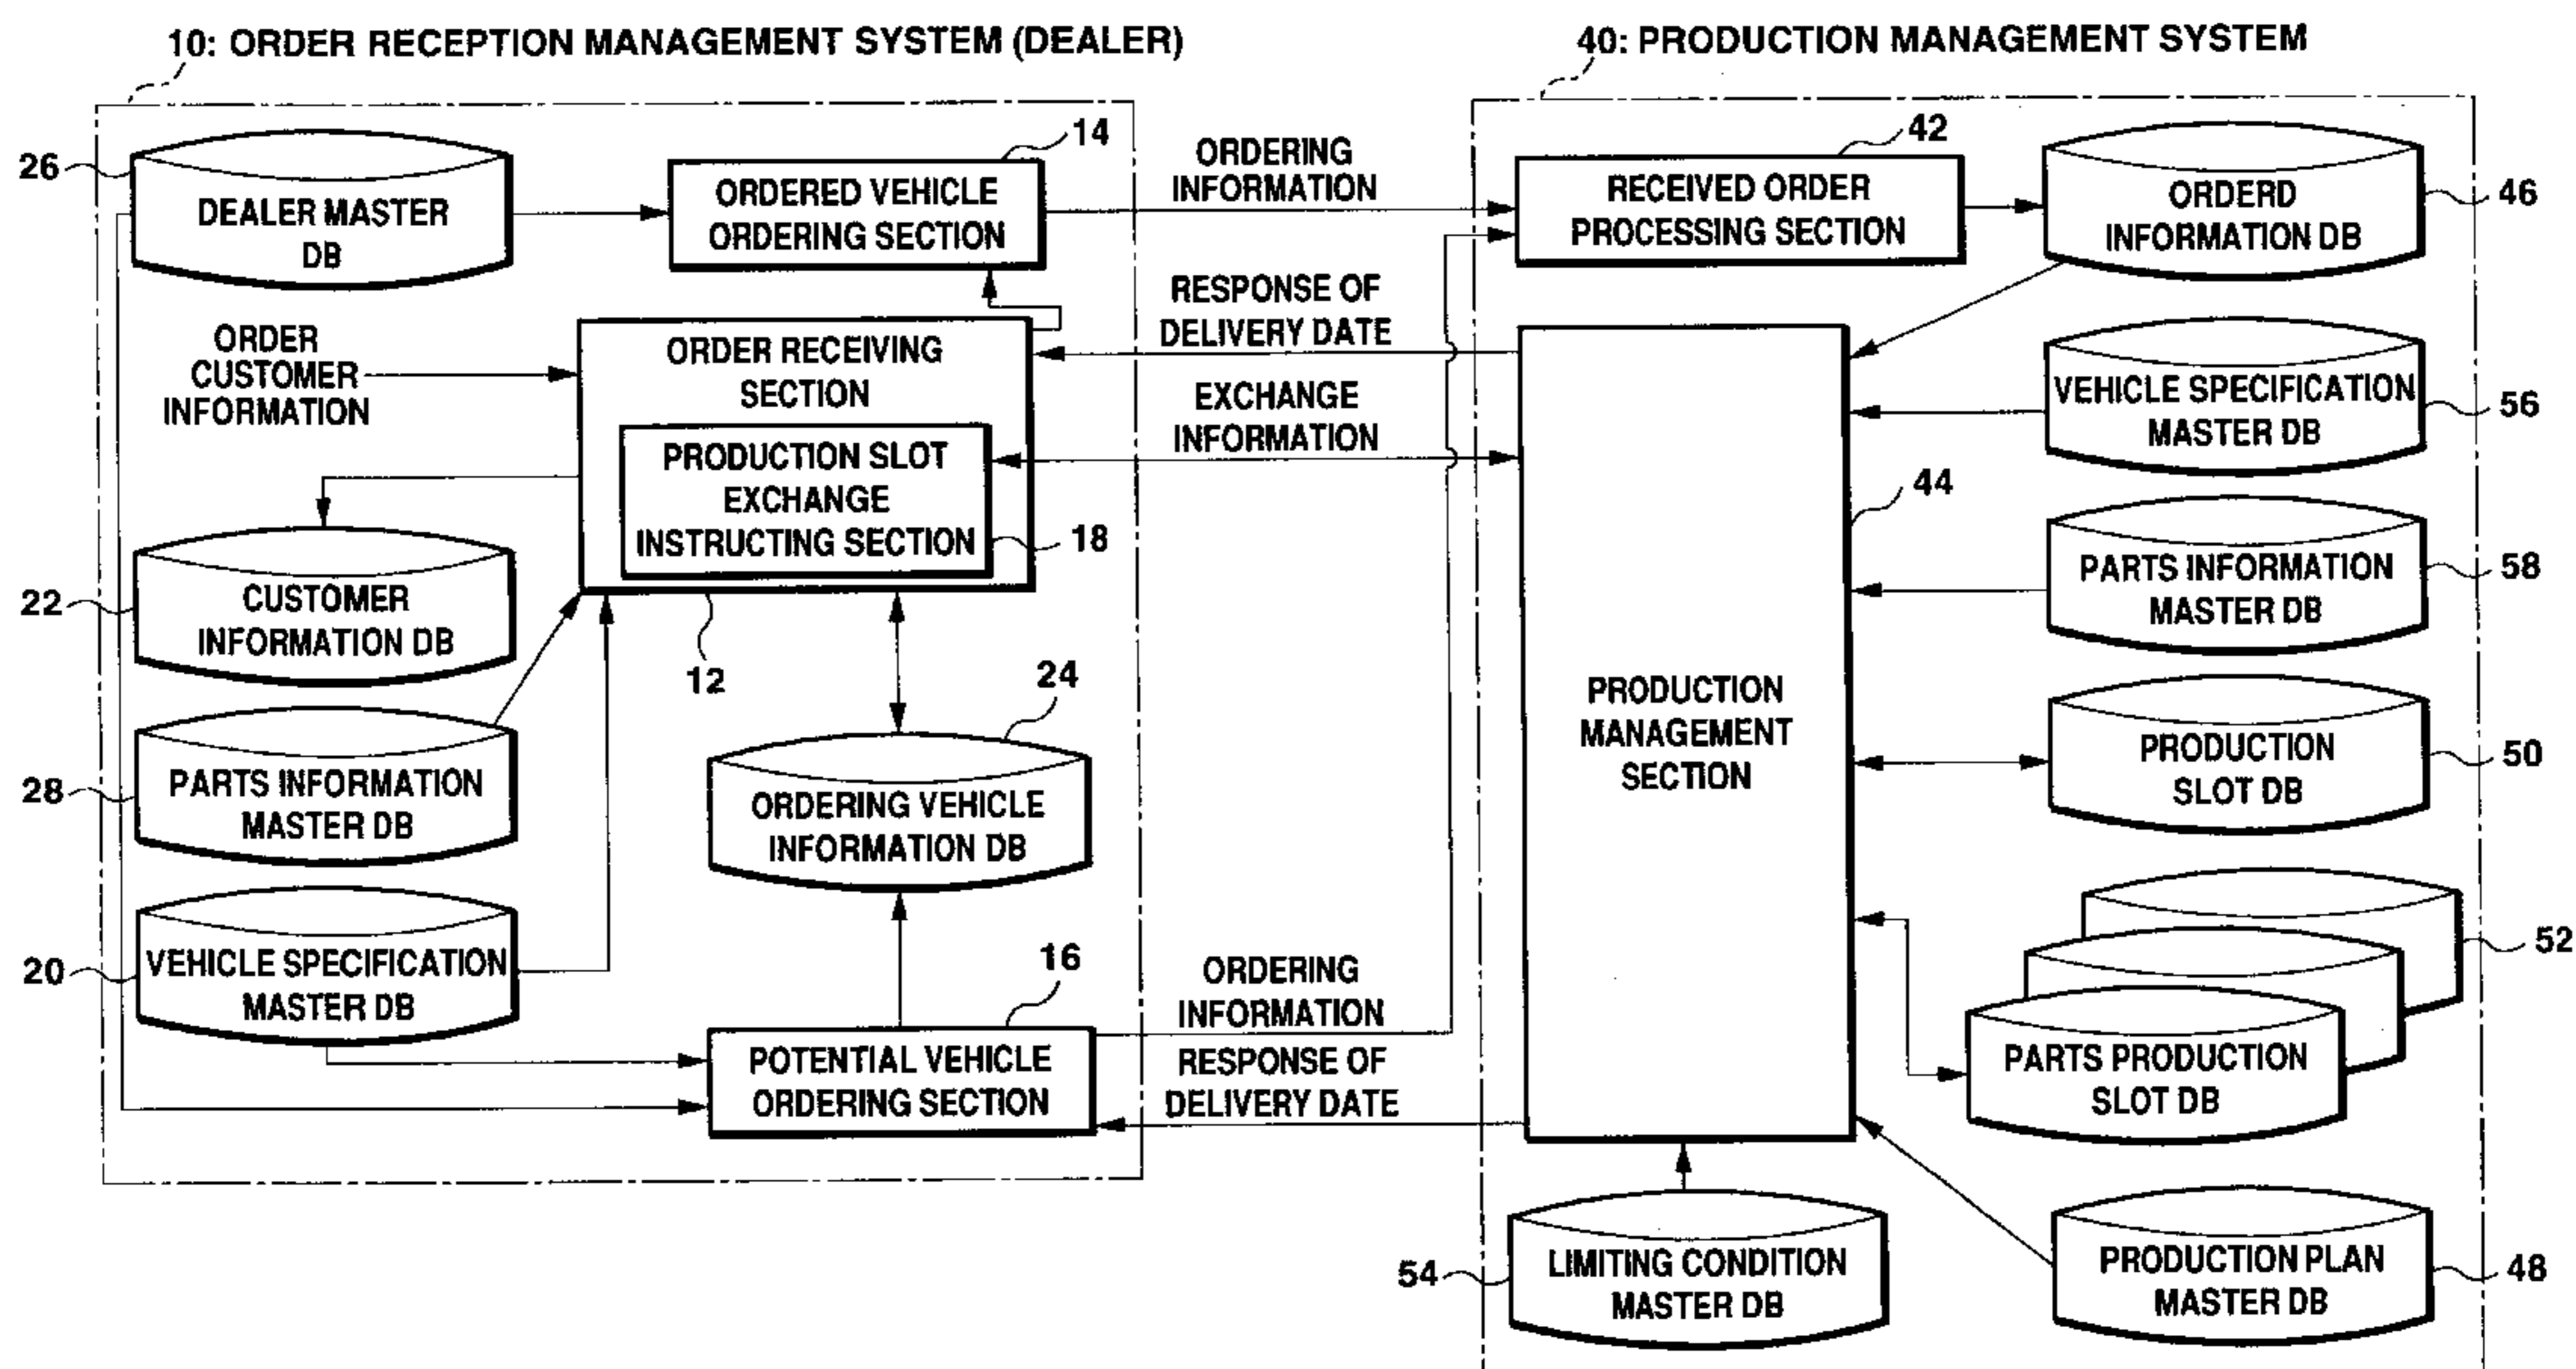 10: ORDER RECEPTION MANAGEMENT SYSTEM (DEALER)
26
DEALER MASTER
DB
14
ORDERED VEHICLE
ORDERING SECTION
ORDER
CUSTOMER
INFORMATION
ORDER RECEIVING
SECTION
PRODUCTION SLOT
EXCHANGE
INSTRUCTING SECTION
18
12
22
CUSTOMER
INFORMATION DB
28
PARTS INFORMATION
MASTER DB
24
ORDERING VEHICLE
INFORMATION DB
20
VEHICLE SPECIFICATION
MASTER DB
16
POTENTIAL VEHICLE
ORDERING SECTION
ORDERING
INFORMATION
RESPONSE OF
DELIVERY DATE
EXCHANGE
INFORMATION
ORDERING
INFORMATION
RESPONSE OF
DELIVERY DATE
40: PRODUCTION MANAGEMENT SYSTEM
42
RECEIVED ORDER
PROCESSING SECTION
ORDERD
INFORMATION DB
46
VEHICLE SPECIFICATION
MASTER DB
56
44
PRODUCTION
MANAGEMENT
SECTION
PARTS INFORMATION
MASTER DB
58
PRODUCTION
SLOT DB
50
52
PARTS PRODUCTION
SLOT DB
54
LIMITING CONDITION
MASTER DB
PRODUCTION PLAN
MASTER DB
48